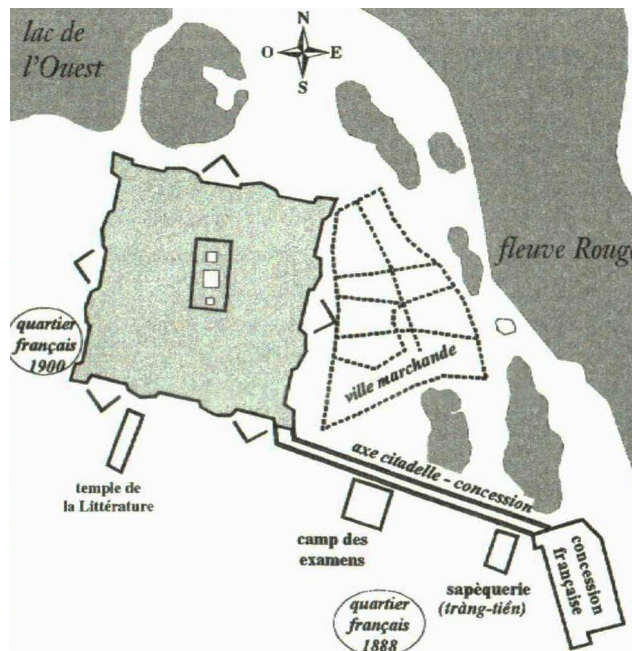 lac de
l'Ouest
N
O
E
S
fleuve Rouge
quartier
français
1900
ville marchande
axe citadelle - concession
temple de
la Littérature
camp des
examens
sapèquerie
(tràng-tiền)
concession
française
quartier
français
1888